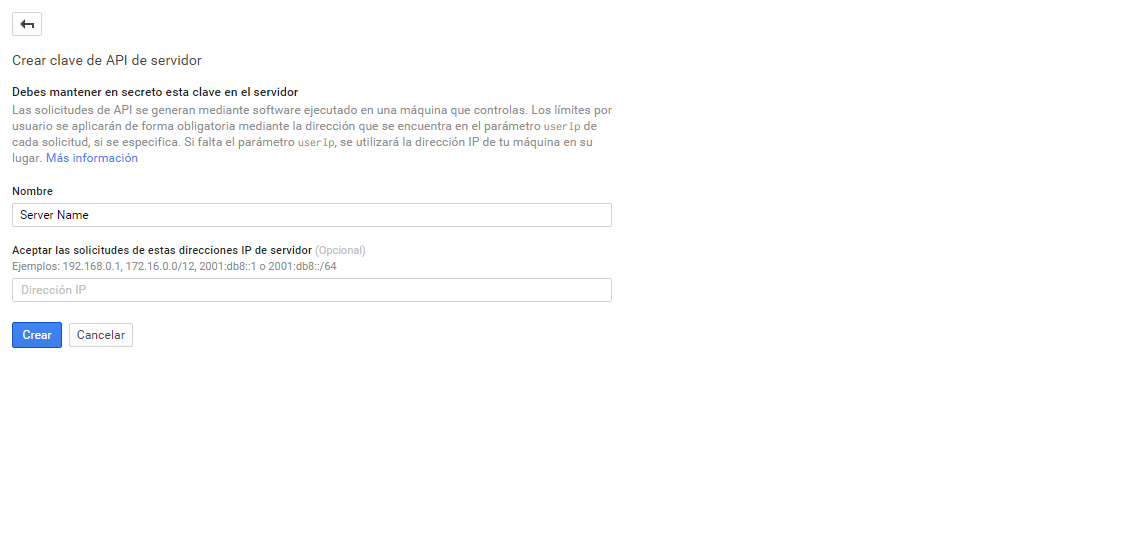 Crear clave de API de servidor
Debes mantener en secreto esta clave en el servidor
Las solicitudes de API se generan mediante software ejecutado en una máquina que controlas. Los límites por
usuario se aplicarán de forma obligatoria mediante la dirección que se encuentra en el parámetro userIp de
cada solicitud, si se especifica. Si falta el parámetro userIp, se utilizará la dirección IP de tu máquina en su
lugar. Más información
Nombre
Server Name
Aceptar las solicitudes de estas direcciones IP de servidor (Opcional)
Ejemplos: 192.168.0.1, 172.16.0.0/12, 2001:db8::1 o 2001:db8::/64
Dirección IP
Crear Cancelar